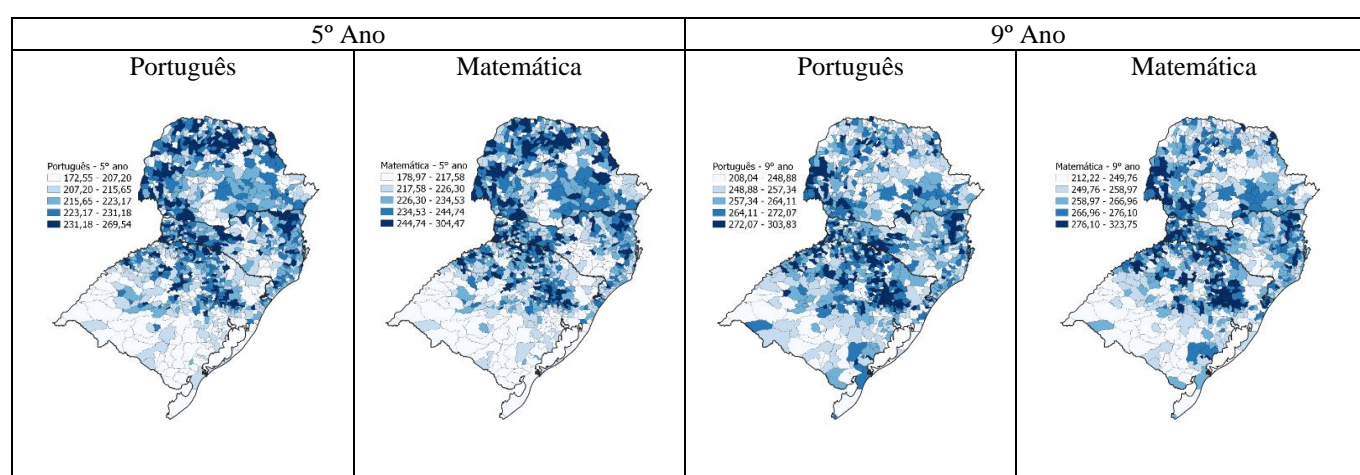 5º Ano
9º Ano
Português
Matemática
Português
Matemática
Português - 5° ano
172,55 - 207,20
207,20 - 215,65
215,65 - 223,17
223,17 - 231,18
231,18 - 269,54
Matemática - 5° ano
178,97 - 217,58
217,58 - 226,30
226,30 - 234,53
234,53 - 244,74
244,74 - 304,47
Português - 9° ano
208,04 - 248,88
248,88 - 257,34
257,34 - 264,11
264,11 - 272,07
272,07 - 303,83
Matemática - 9° ano
212,22 - 249,76
249,76 - 258,97
258,97 - 266,96
266,96 - 276,10
276,10 - 323,75